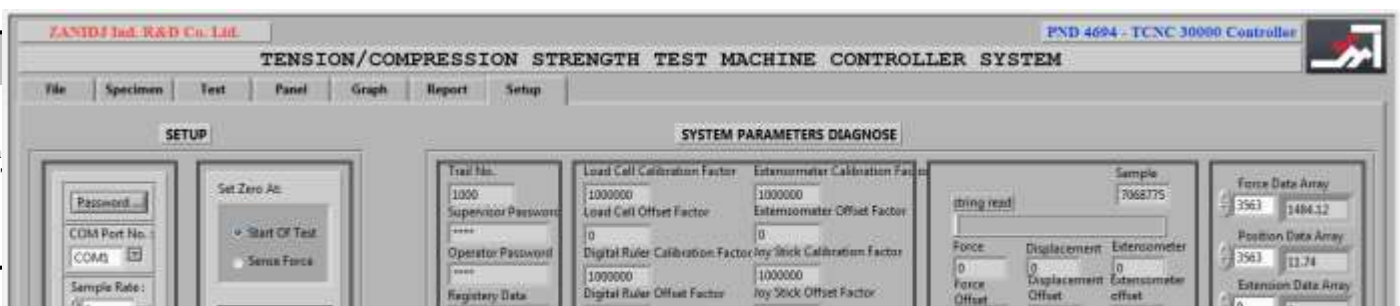 ZANIDJ Ind. R&D Co. Ltd.
PND 4694 - TCNC 30000 Controller
TENSION/COMPRESSION STRENGTH TEST MACHINE CONTROLLER SYSTEM
File Specimen Test Panel Graph Report Setup
SETUP
Password...
COM Port No. :
COM1
Sample Rate :
Set Zero At:
Start Of Test
Sense Force
SYSTEM PARAMETERS DIAGNOSE
Trail No.
1000
Supervisor Password
****
Operator Password
****
Registery Data
Load Cell Calibration Factor
1000000
Load Cell Offset Factor
0
Digital Ruler Calibration Factor
1000000
Digital Ruler Offset Factor
Extensometer Calibration Factor
1000000
Extensometer Offset Factor
0
Joy Stick Calibration Factor
1000000
Joy Stick Offset Factor
string read
Sample
7068775
Force
0
Force Offset
Displacement
0
Displacement Offset
Extensometer
0
Extensometer offset
Force Data Array
3563 1484.12
Position Data Array
3563 11.74
Extension Data Array